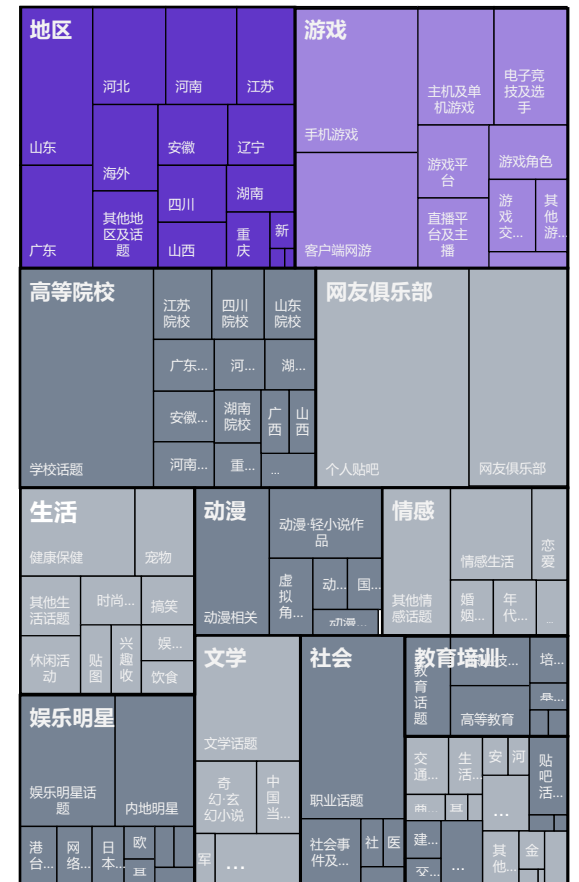 地区
山东
河北
河南
江苏
广东
海外
安徽
辽宁
其他地
区及话
题
四川
山西
湖南
重
庆
新
游戏
手机游戏
主机及单
机游戏
电子竞
技及选
手
客户端网游
游戏平
台
游戏角色
直播平
台及主
播
游
戏
交...
其
他
游...
高等院校
学校话题
江苏
院校
四川
院校
山东
院校
广东...
河...
湖...
安徽...
湖南
院校
广
西
山
西
河南...
重...
...
网友俱乐部
个人贴吧
网友俱乐部
生活
健康保健
宠物
其他生
活话题
时尚...
搞笑
休闲活
动
贴
图
兴
趣
收
娱...
饮食
动漫
动漫相关
动漫·轻小说作
品
虚
拟
角...
动...
国...
动漫...
情感
其他情
感话题
情感生活
恋
爱
婚
姻...
年
代...
...
文学
文学话题
奇
幻·玄
幻小说
中
国
当...
军
...
社会
职业话题
社会事
件及...
社
医
教育培训
教
育
话
题
技...
培...
高等教育
娱乐明星
娱乐明星话
题
内地明星
港
台...
网
络...
日
本...
欧
交
通...
生
活...
安
河
贴
吧
活...
...
建...
交...
...
其
他...
金